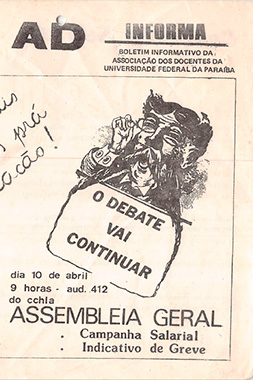 AD INFORMA
BOLETIM INFORMATIVO DA
ASSOCIAÇÃO DOS DOCENTES DA
UNIVERSIDADE FEDERAL DA PARAÍBA
prá
O DEBATE
VAI
CONTINUAR
dia 10 de abril
9 horas - aud. 412
do cchla
ASSEMBLEIA GERAL
. Campanha Salarial
. Indicativo de Greve